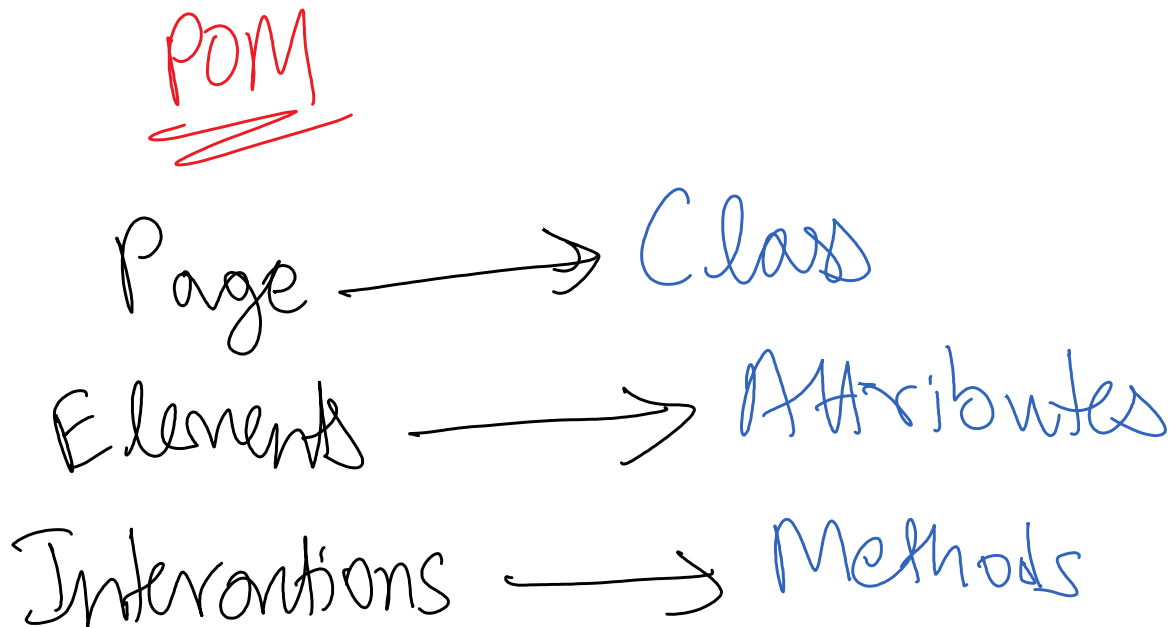 POM
Page → Class
Elements → Attributes
Interactions → Methods